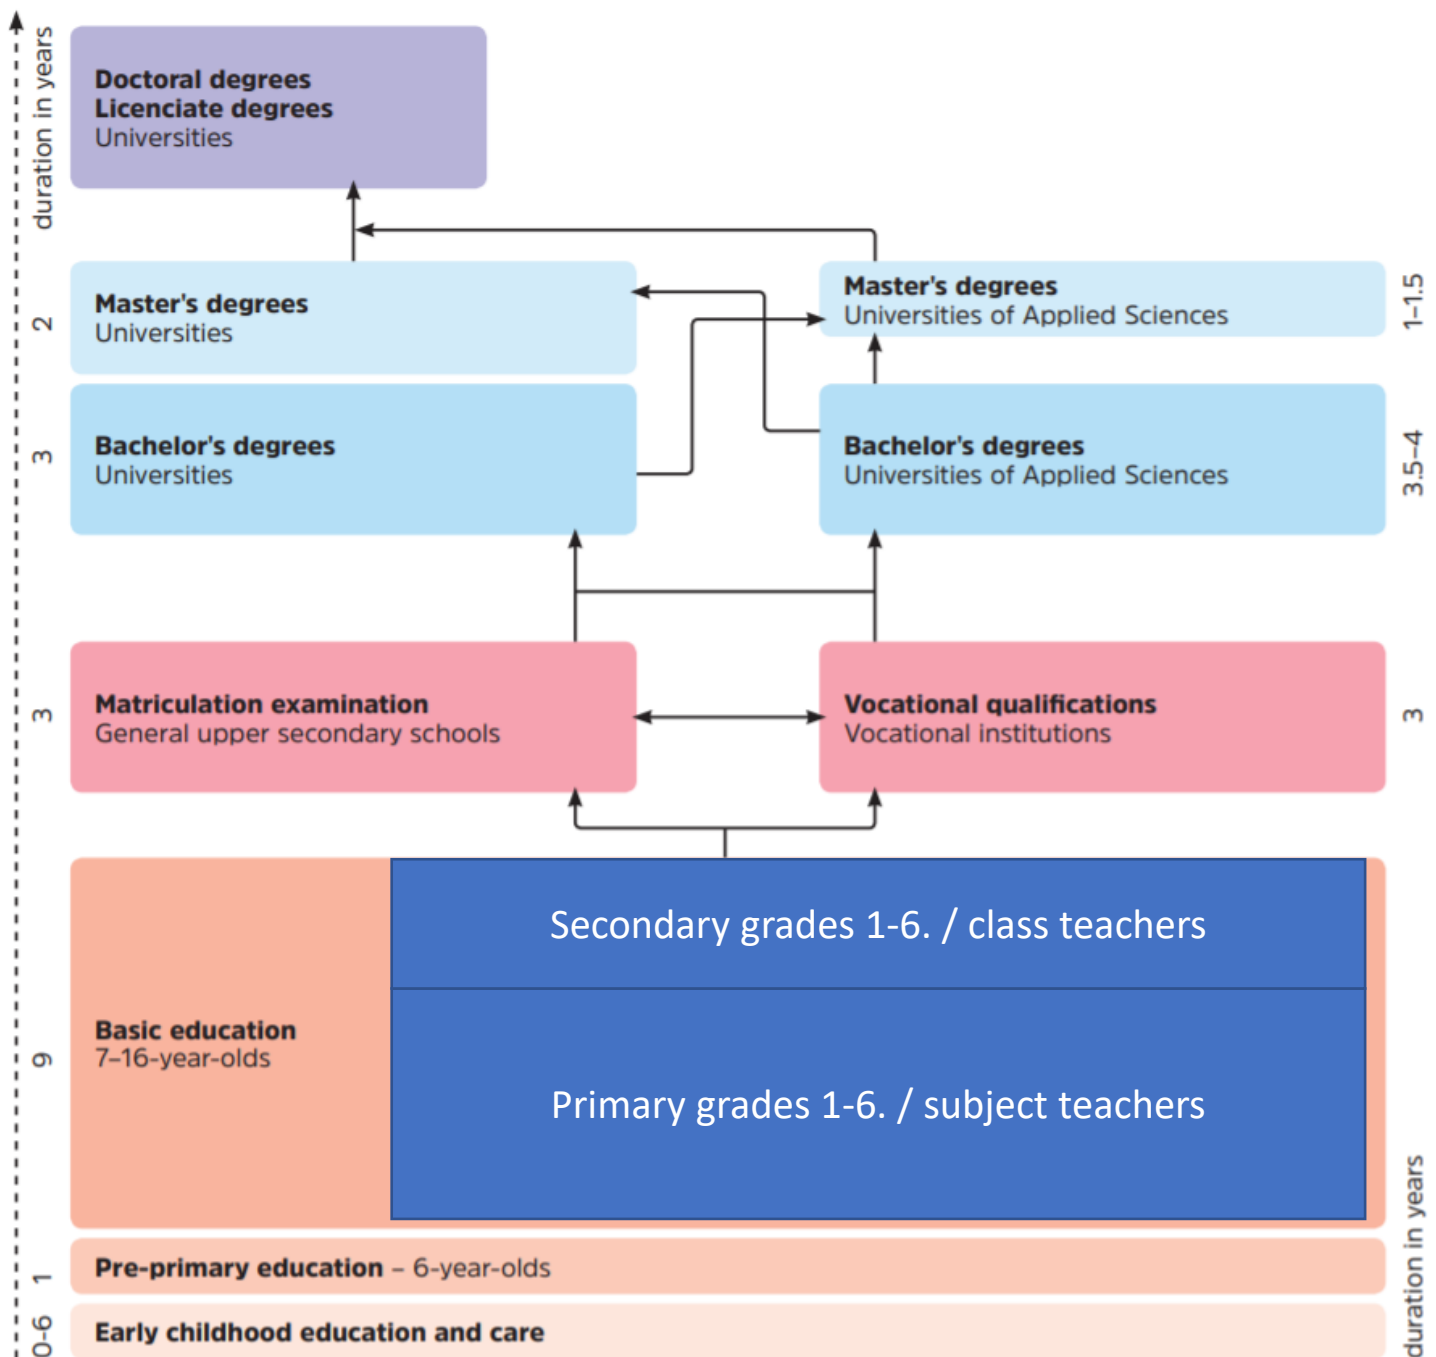 duration in years
Doctoral degrees
Licenciate degrees
Universities
2
Master's degrees
Universities
Master's degrees
Universities of Applied Sciences
1–1.5
3
Bachelor's degrees
Universities
Bachelor's degrees
Universities of Applied Sciences
3.5–4
3
Matriculation examination
General upper secondary schools
Vocational qualifications
Vocational institutions
3
9
Basic education
7–16-year-olds
Secondary grades 1-6. / class teachers
Primary grades 1-6. / subject teachers
1
Pre-primary education – 6-year-olds
0-6
Early childhood education and care
duration in years